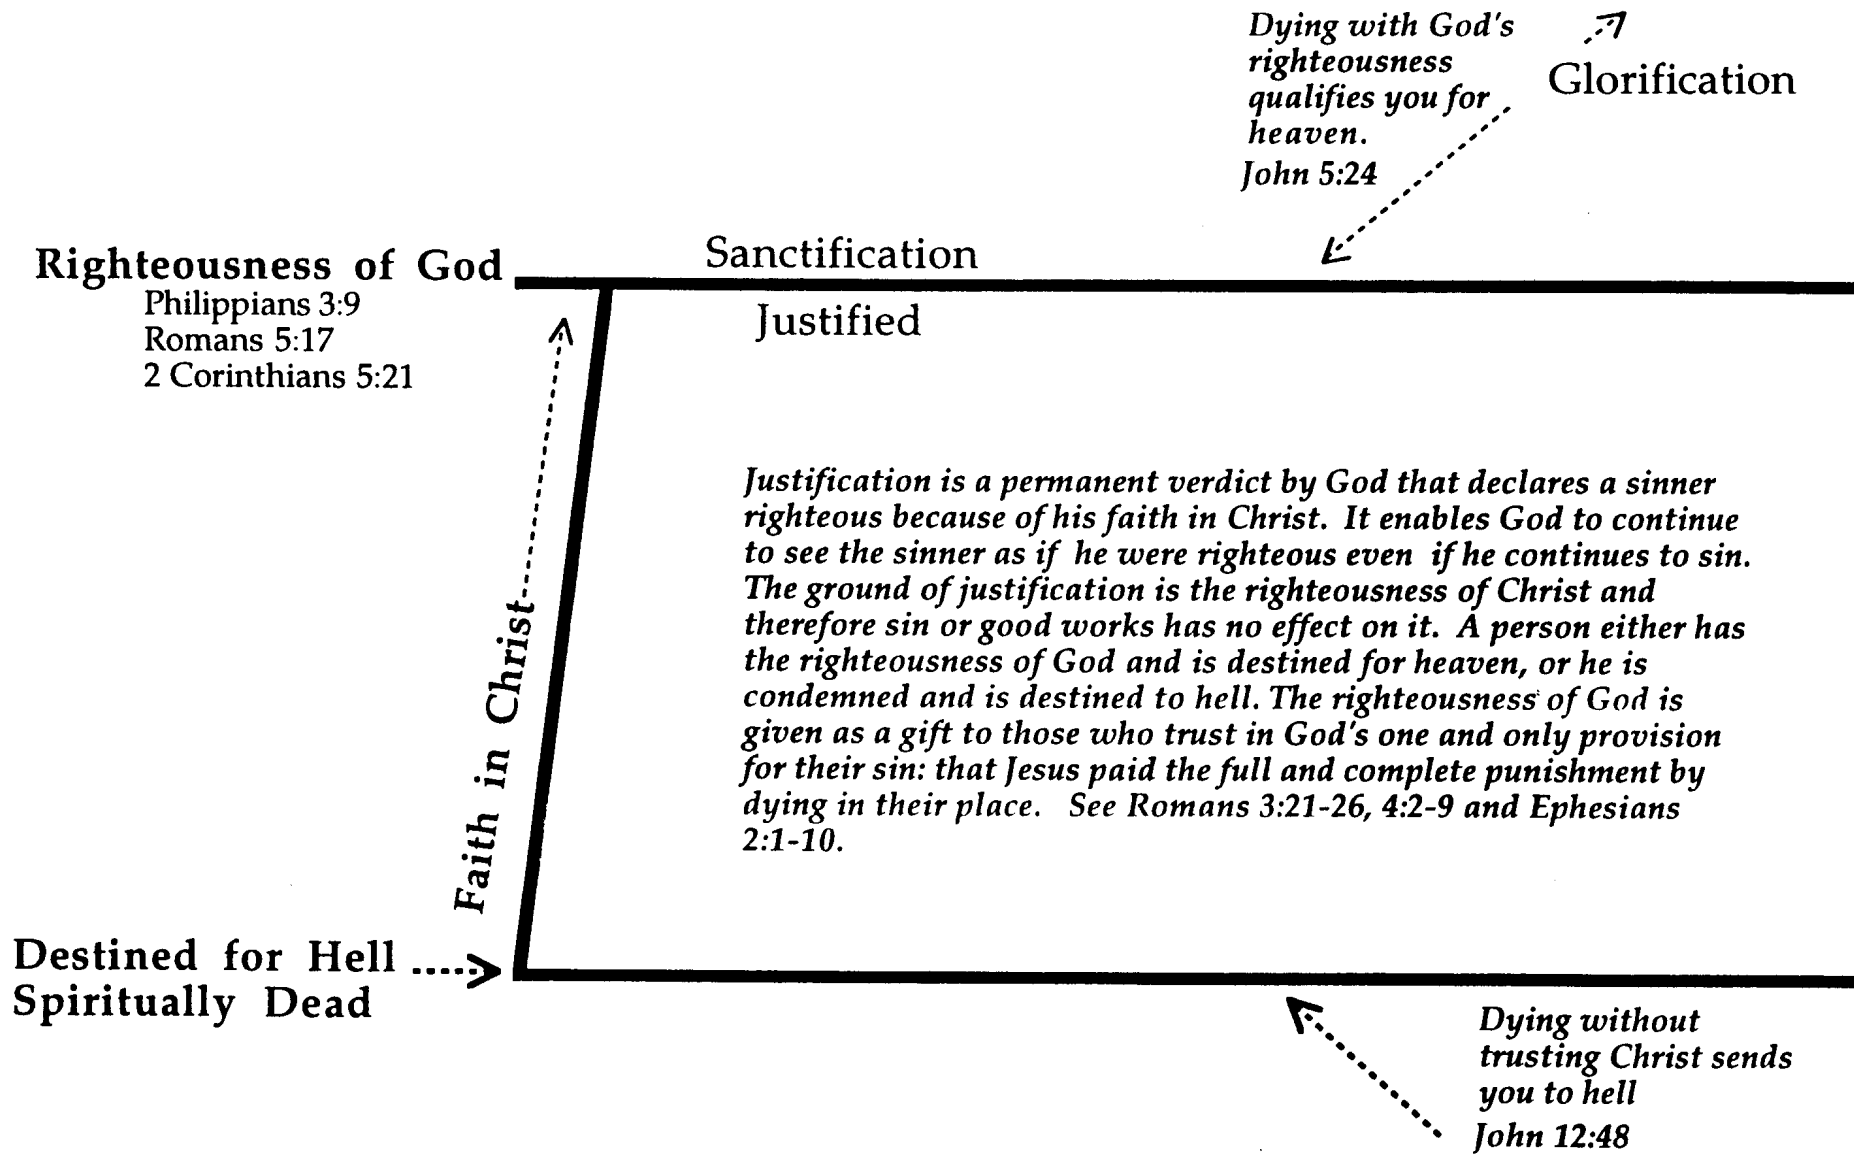 Dying with God's
righteousness
qualifies you for
heaven.
John 5:24
Glorification
Righteousness of God
Philippians 3:9
Romans 5:17
2 Corinthians 5:21
Sanctification
Justified
Faith in Christ
Justification is a permanent verdict by God that declares a sinner
righteous because of his faith in Christ. It enables God to continue
to see the sinner as if he were righteous even if he continues to sin.
The ground of justification is the righteousness of Christ and
therefore sin or good works has no effect on it. A person either has
the righteousness of God and is destined for heaven, or he is
condemned and is destined to hell. The righteousness of God is
given as a gift to those who trust in God's one and only provision
for their sin: that Jesus paid the full and complete punishment by
dying in their place. See Romans 3:21-26, 4:2-9 and Ephesians
2:1-10.
Destined for Hell
Spiritually Dead
Dying without
trusting Christ sends
you to hell
John 12:48